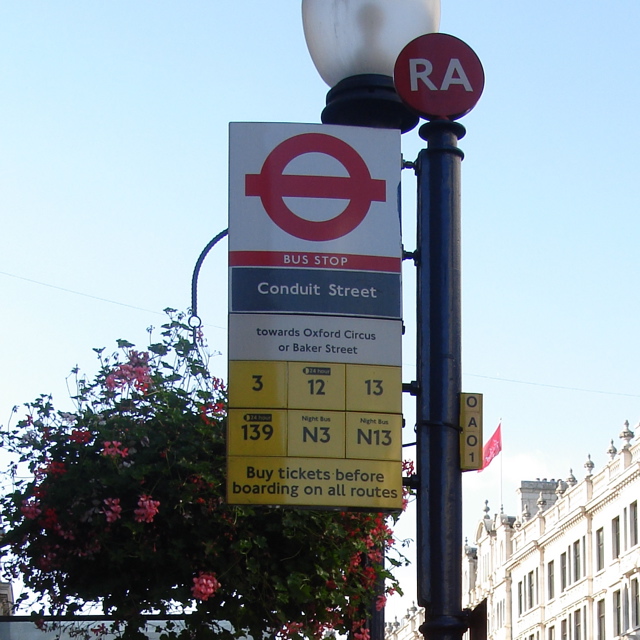 RA
BUS STOP
Conduit Street
towards Oxford Circus
or Baker Street
3
24 hour
12
13
24 hour
139
Night Bus
N3
Night Bus
N13
Buy tickets before
boarding on all routes
OAO1